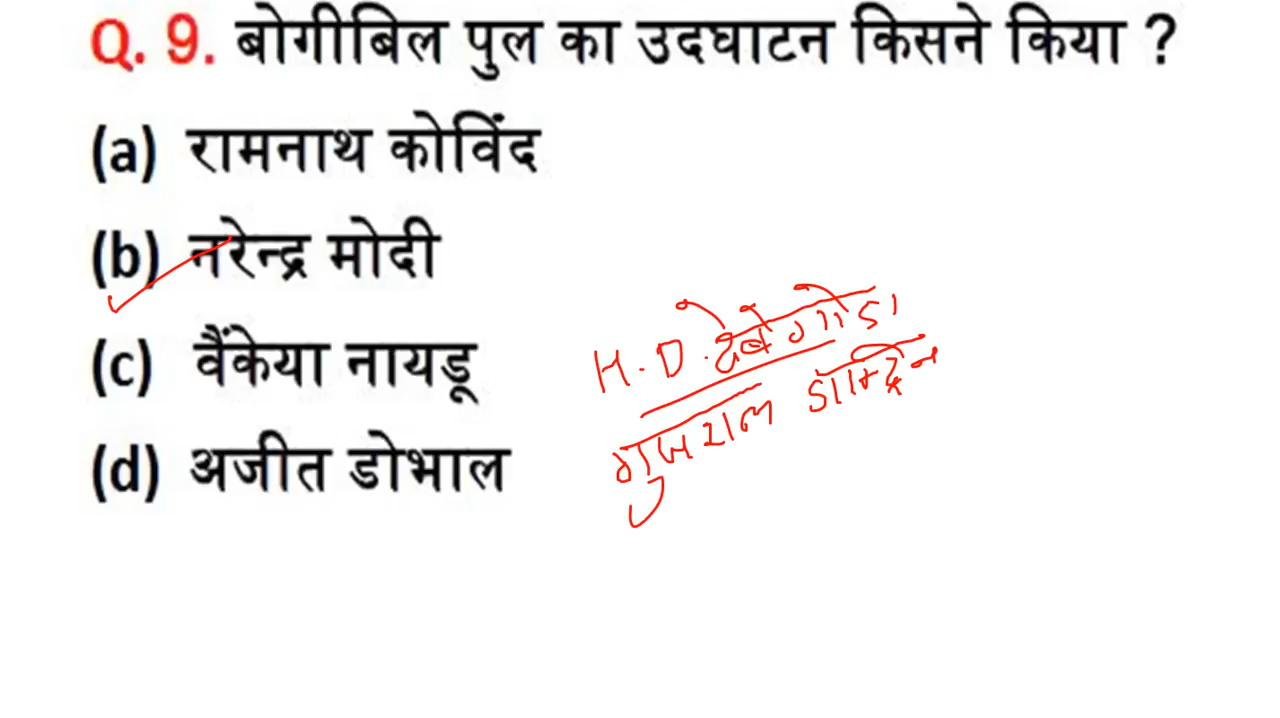 Q. 9. बोगीबिल पुल का उदघाटन किसने किया ?
(a) रामनाथ कोविंद
(b) नरेन्द्र मोदी
(c) वैंकेया नायडू
(d) अजीत डोभाल
H.D. देवेगौडा
गुजराल डॉक्ट्रिन